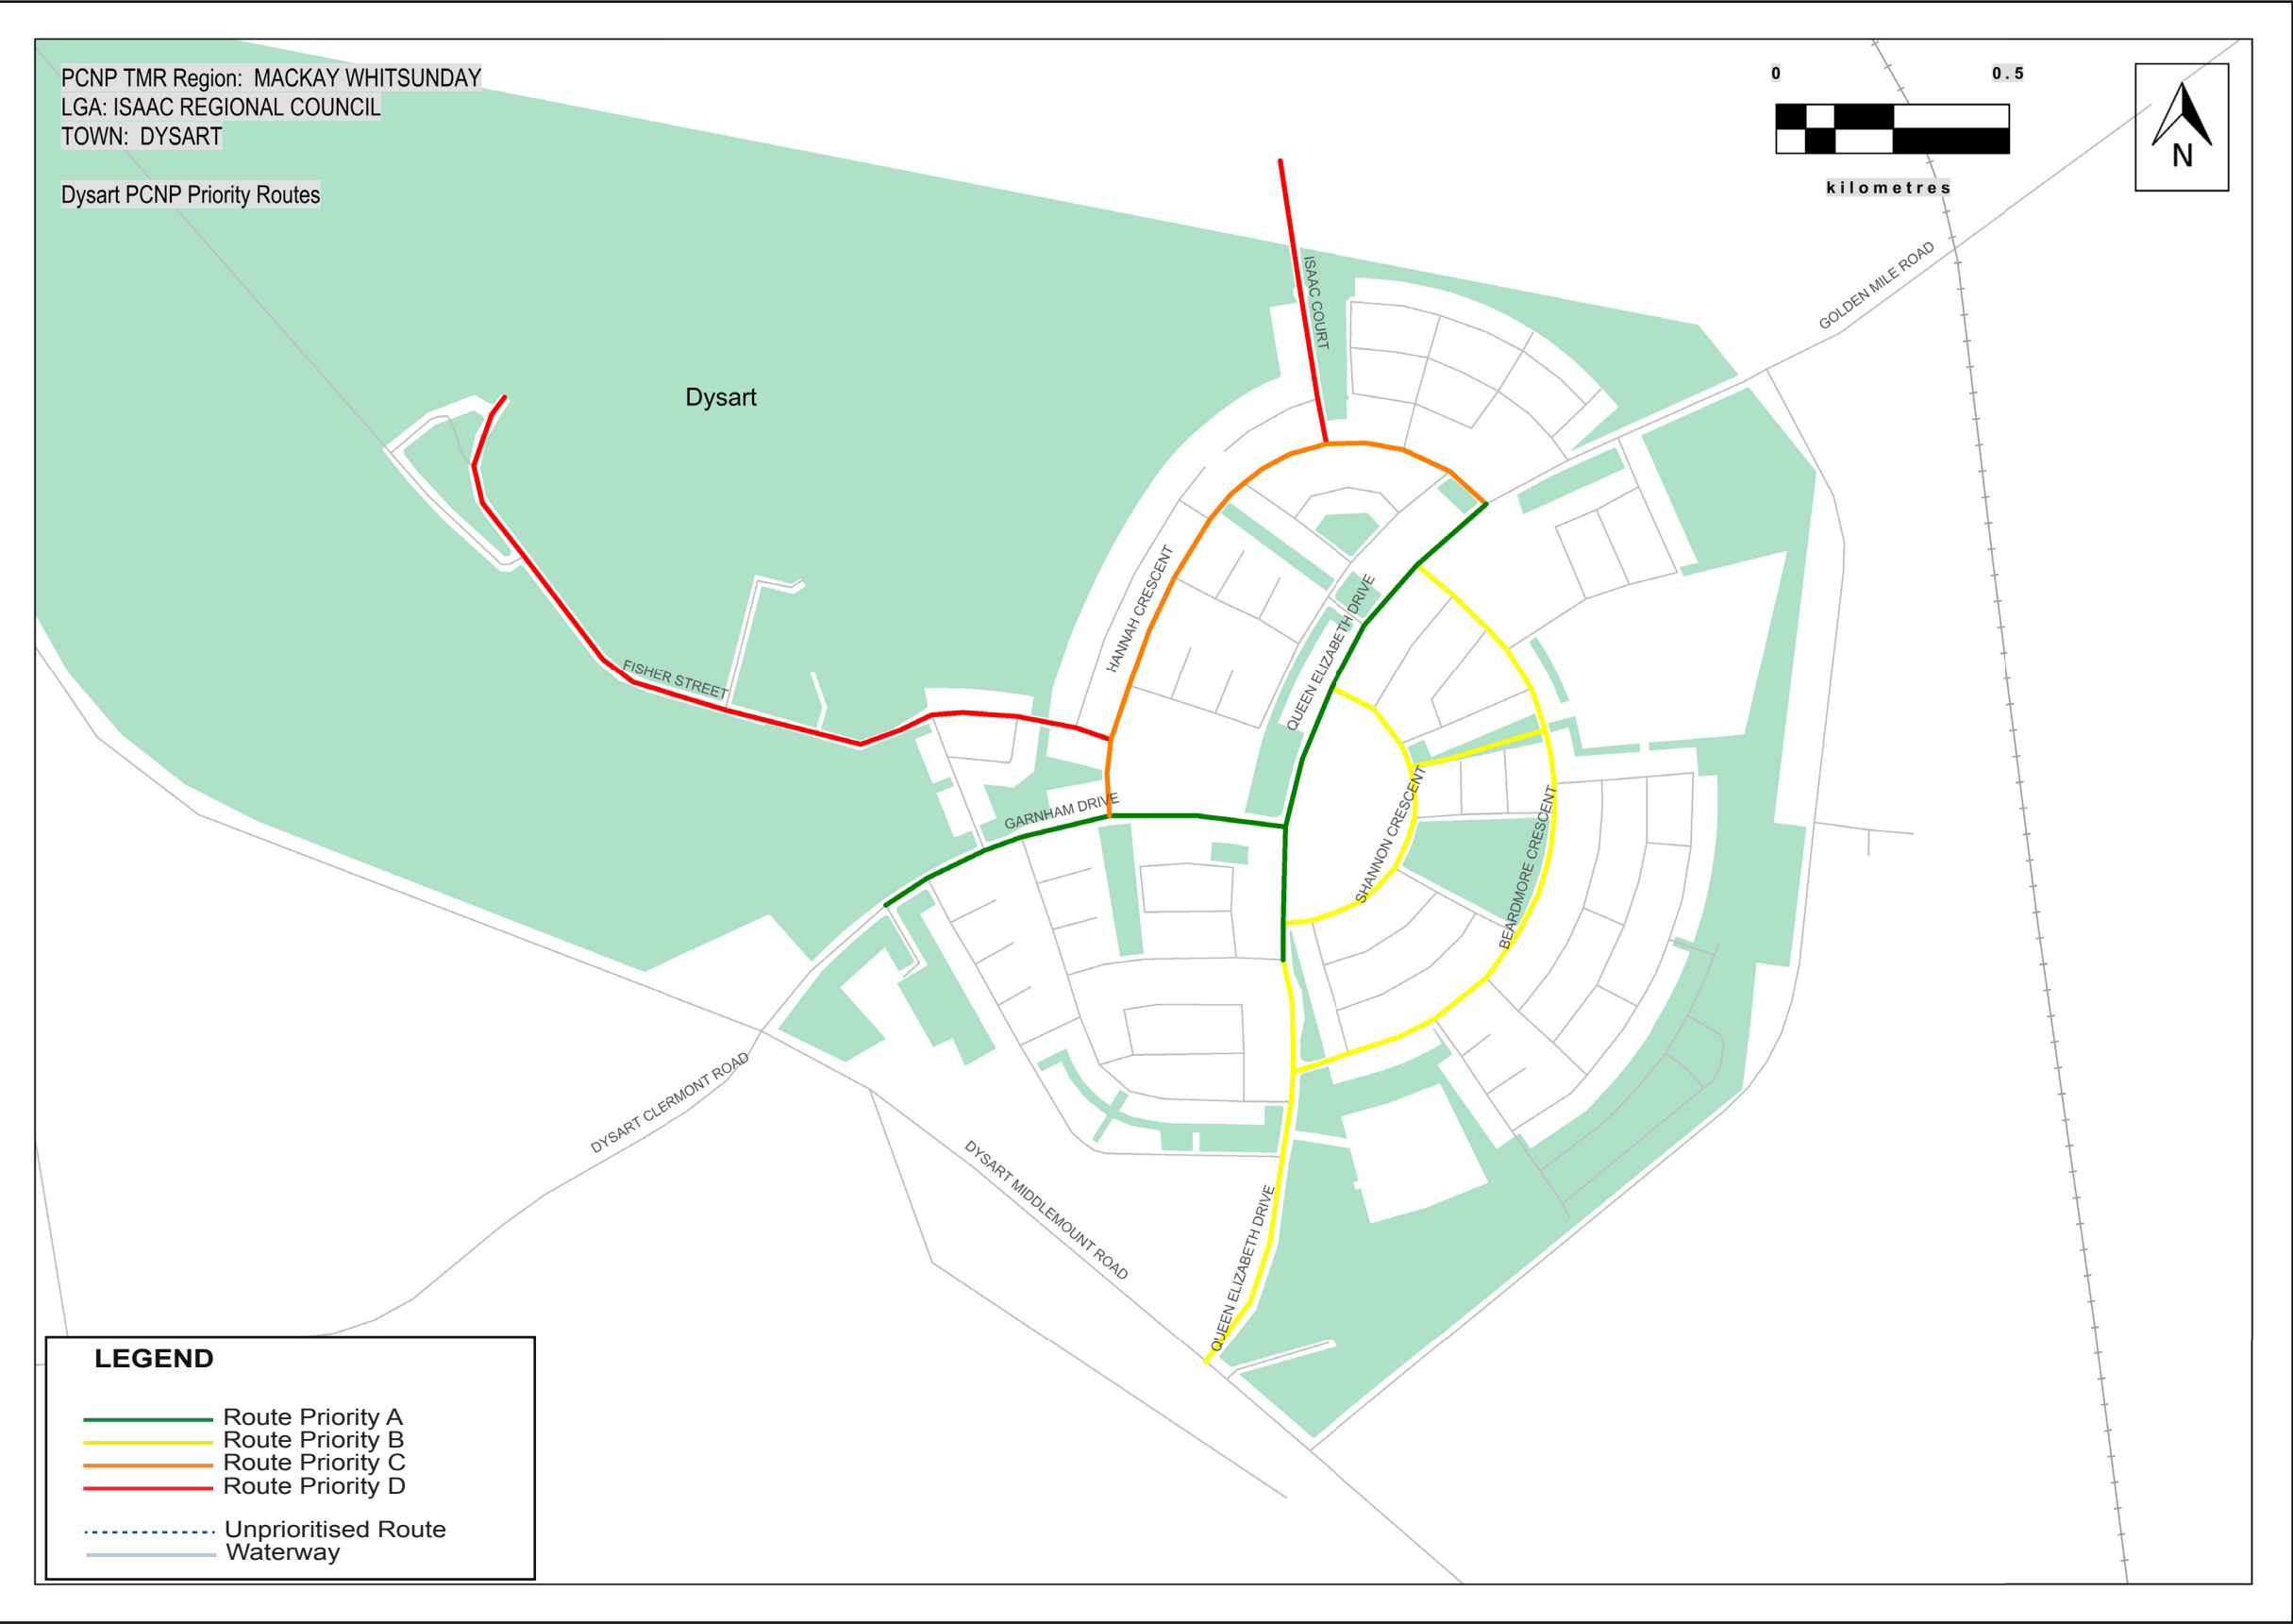 PCNP TMR Region:  MACKAY WHITSUNDAY
LGA: ISAAC REGIONAL COUNCIL
TOWN:  DYSART
Dysart PCNP Priority Routes
0 0.5
kilometres
N
GOLDEN MILE ROAD
ISAAC COURT
Dysart
HANNAH CRESCENT
QUEEN ELIZABETH DRIVE
FISHER STREET
GARNHAM DRIVE
SHANNON CRESCENT
BEARDMORE CRESCENT
DYSART CLERMONT ROAD
DYSART MIDDLEMOUNT ROAD
QUEEN ELIZABETH DRIVE
LEGEND
Route Priority A
Route Priority B
Route Priority C
Route Priority D
Unprioritised Route
Waterway